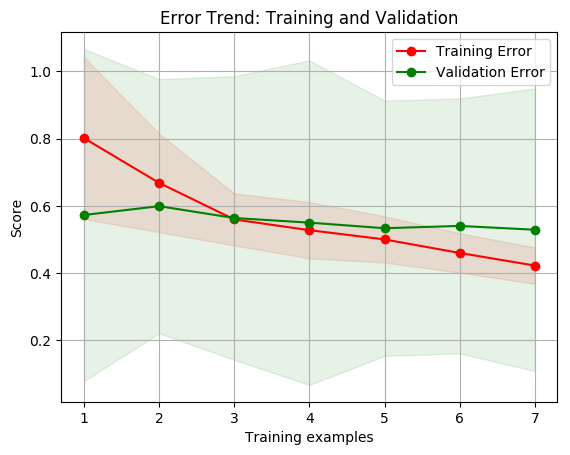 Error Trend: Training and Validation
Training Error
Validation Error
1.0
0.8
0.6
0.4
0.2
Score
1 2 3 4 5 6 7
Training examples